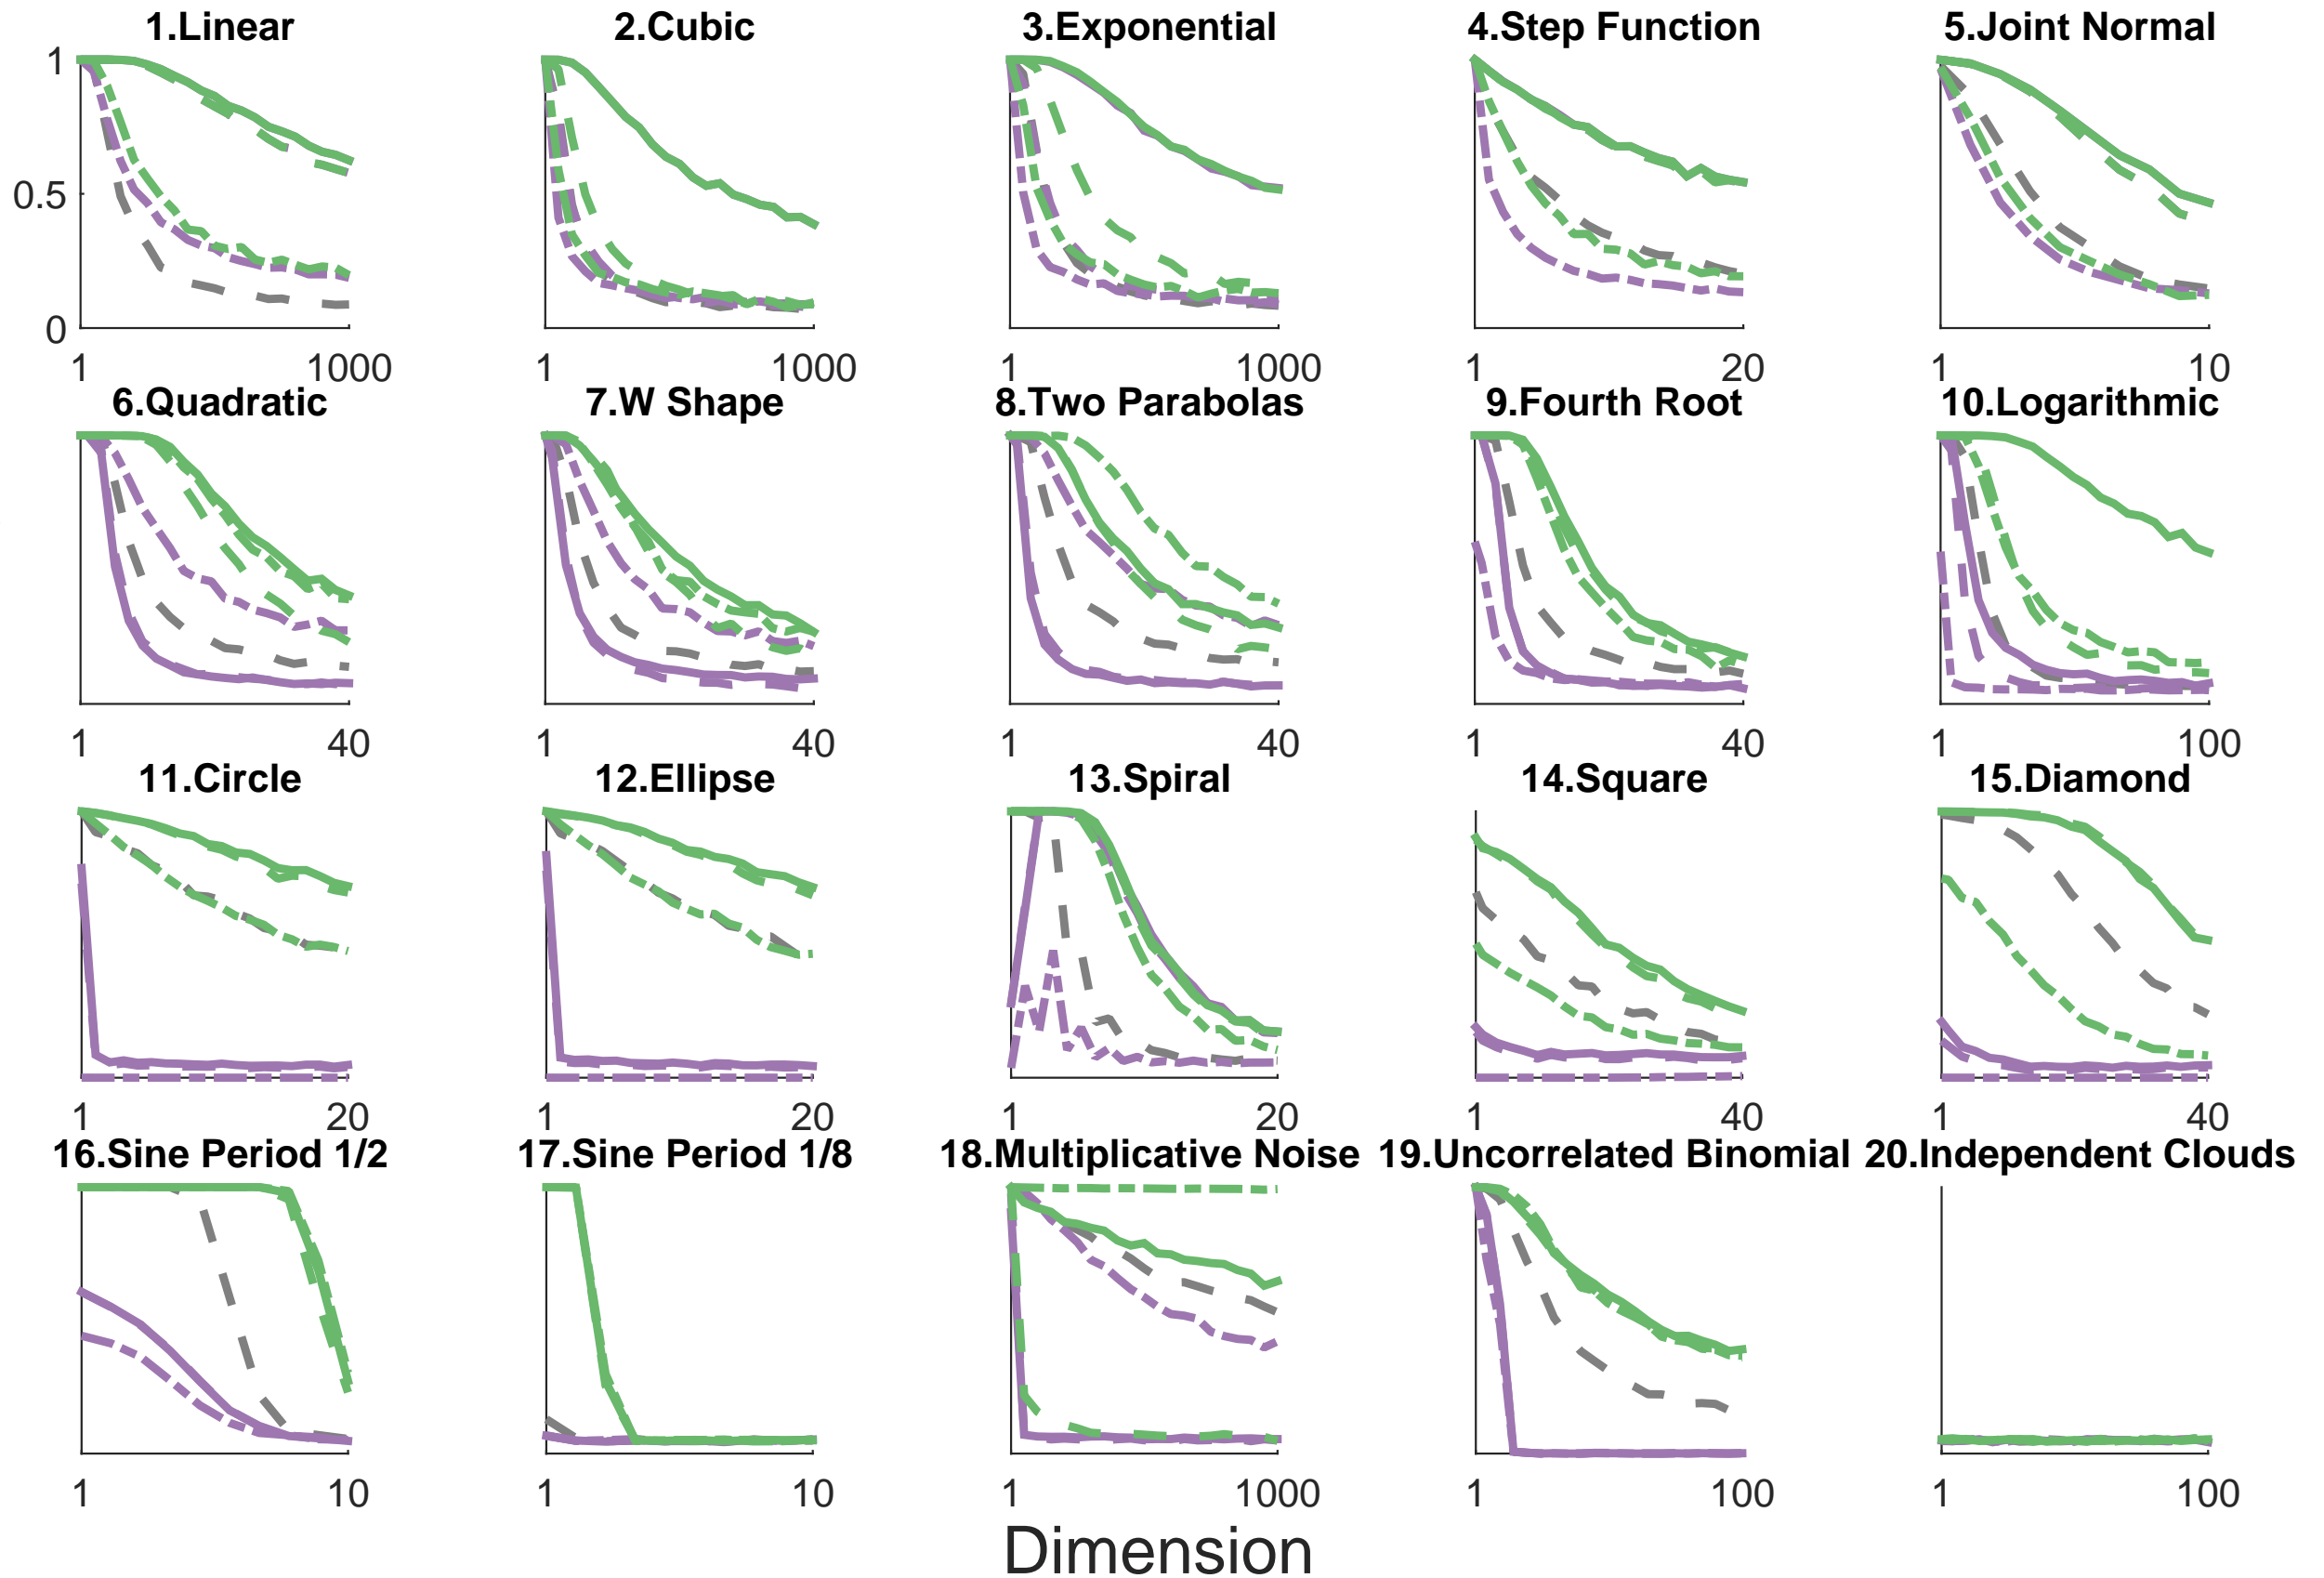 1.Linear 2.Cubic 3.Exponential 4.Step Function 5.Joint Normal
1
0.5
0
1 1000 1 1000 1 1000 1 20 1 10
6.Quadratic 7.W Shape 8.Two Parabolas 9.Fourth Root 10.Logarithmic
1 40 1 40 1 40 1 40 1 100
11.Circle 12.Ellipse 13.Spiral 14.Square 15.Diamond
1 20 1 20 1 20 1 40 1 40
16.Sine Period 1/2 17.Sine Period 1/8 18.Multiplicative Noise 19.Uncorrelated Binomial 20.Independent Clouds
1 10 1 10 1 1000 1 100 1 100
Dimension